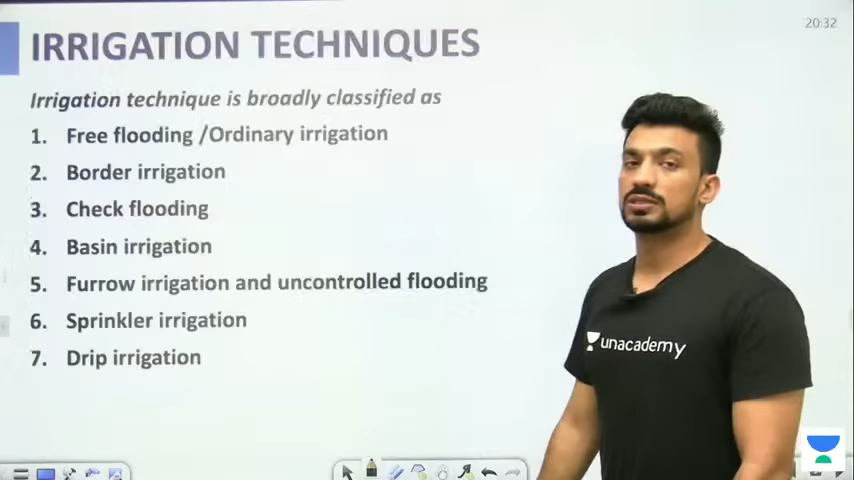 20:32
IRRIGATION TECHNIQUES
Irrigation technique is broadly classified as
1. Free flooding /Ordinary irrigation
2. Border irrigation
3. Check flooding
4. Basin irrigation
5. Furrow irrigation and uncontrolled flooding
6. Sprinkler irrigation
7. Drip irrigation
unacademy